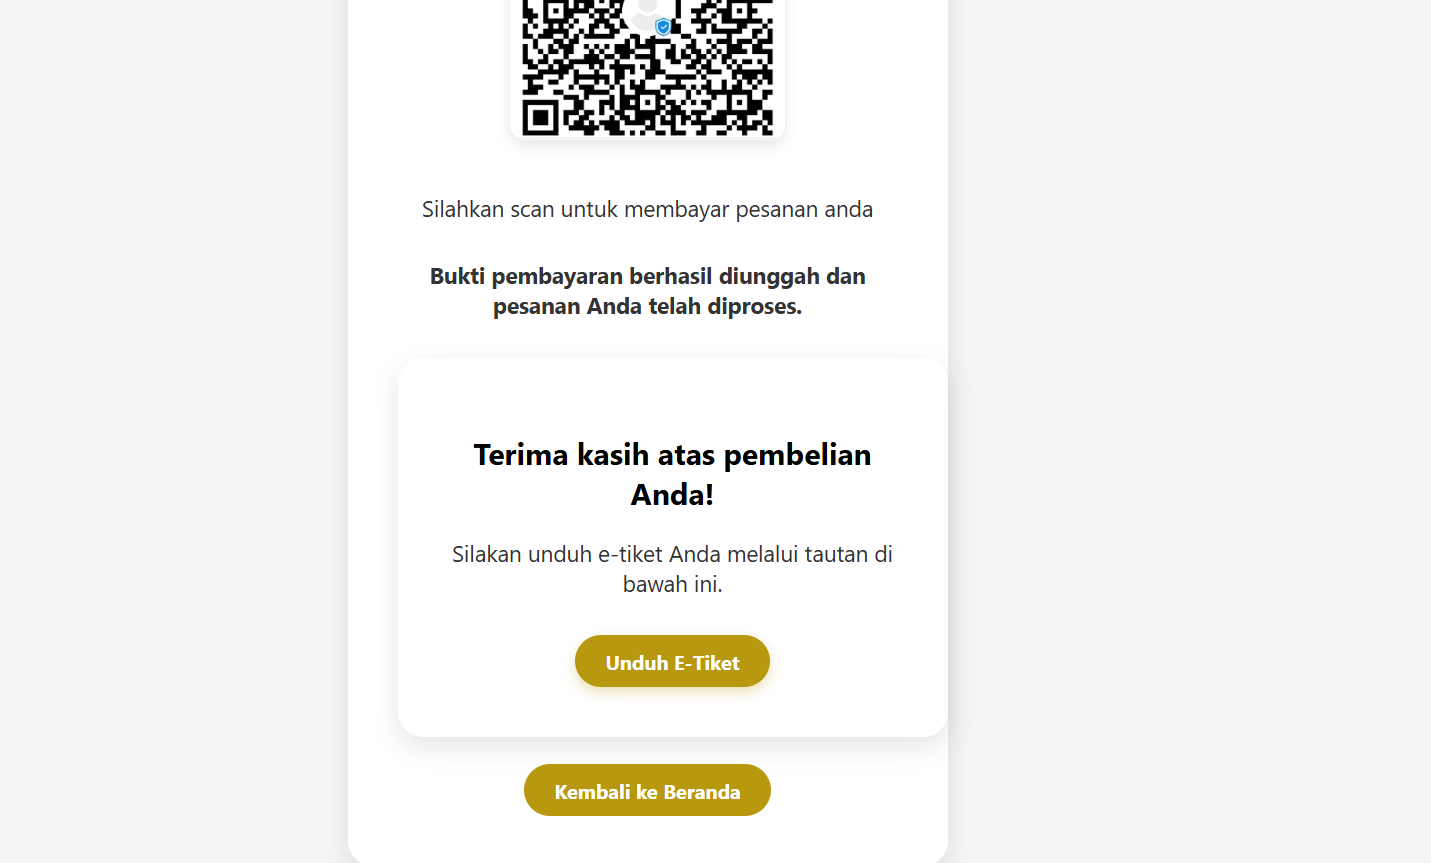 Silahkan scan untuk membayar pesanan anda
Bukti pembayaran berhasil diunggah dan
pesanan Anda telah diproses.
Terima kasih atas pembelian
Anda!
Silakan unduh e-tiket Anda melalui tautan di
bawah ini.
Unduh E-Tiket
Kembali ke Beranda